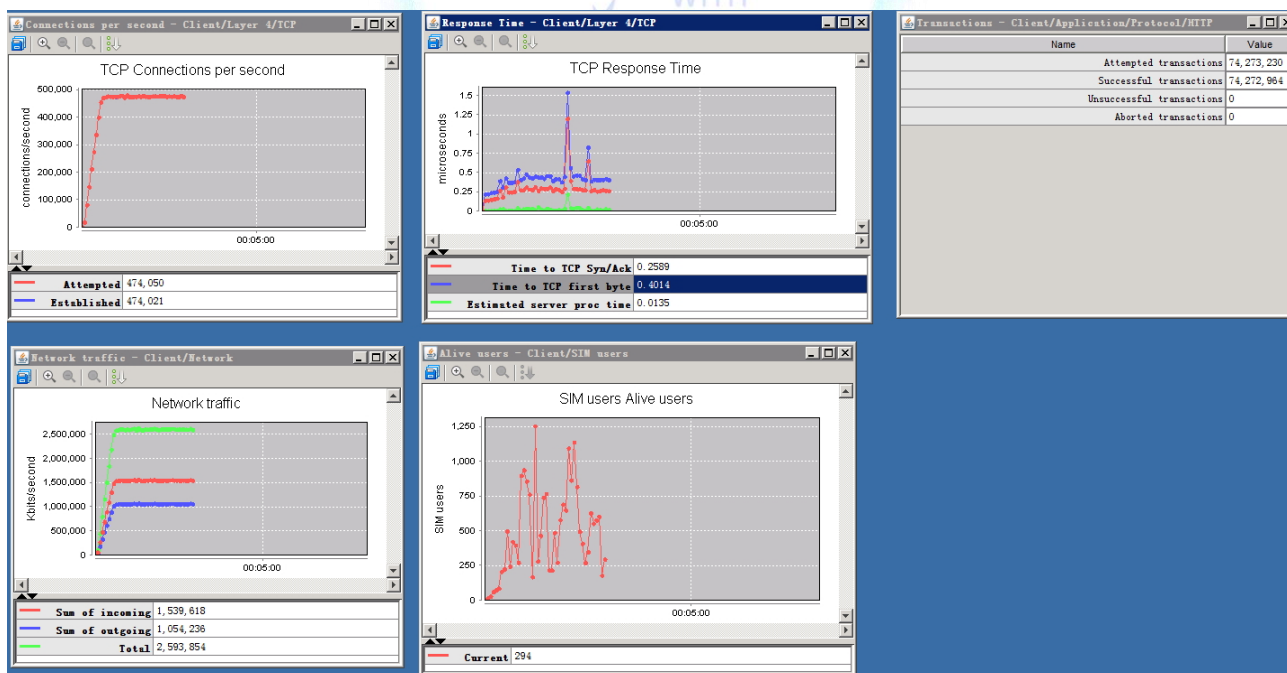 Connections per second - Client/Layer 4/TCP
TCP Connections per second
connections/second
500,000
400,000
300,000
200,000
100,000
0
00:05:00
Attempted 474,050
Established 474,021
Response Time - Client/Layer 4/TCP
TCP Response Time
microseconds
1.5
1.25
1
0.75
0.5
0.25
0
00:05:00
Time to TCP Syn/Ack 0.2589
Time to TCP first byte 0.4014
Estimated server proc time 0.0135
Transactions - Client/Application/Protocol/HTTP
Name Value
Attempted transactions 74,273,230
Successful transactions 74,272,964
Unsuccessful transactions 0
Aborted transactions 0
Network traffic - Client/Network
Network traffic
Kbits/second
2,500,000
2,000,000
1,500,000
1,000,000
500,000
0
00:05:00
Sum of incoming 1,539,618
Sum of outgoing 1,054,236
Total 2,593,854
Alive users - Client/SIM users
SIM users Alive users
SIM users
1,250
1,000
750
500
250
0
00:05:00
Current 294